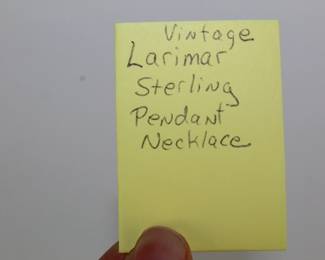 Vintage
Larimar
Sterling
Pendant
Necklace